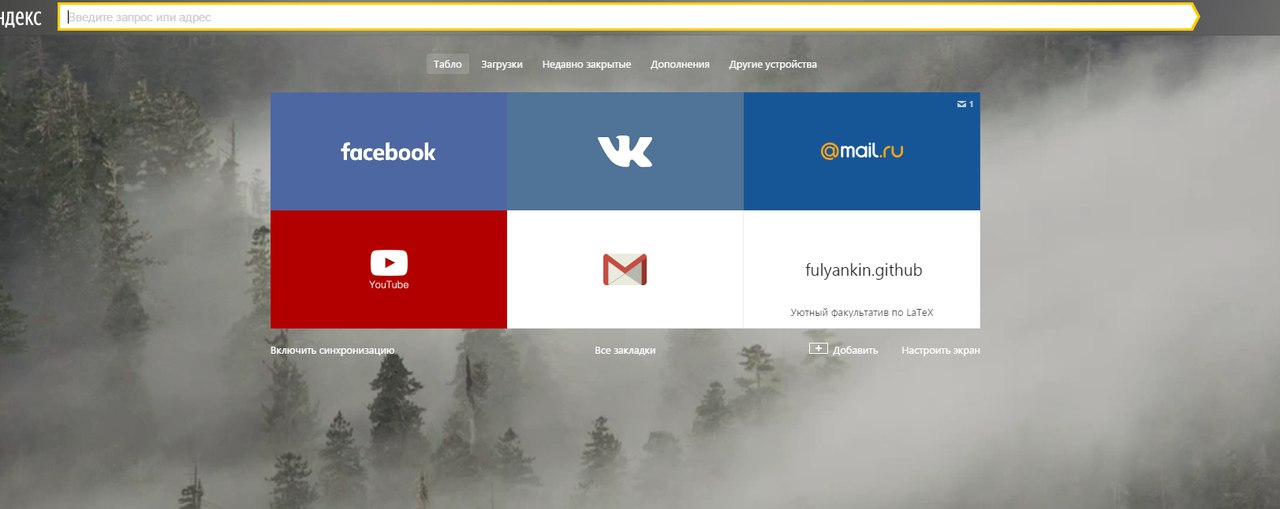 ндекс
Введите запрос или адрес
Табло Загрузки Недавно закрытые Дополнения Другие устройства
1
facebook
@mail.ru
YouTube
fulyankin.github
Уютный факультатив по LaTeX
Включить синхронизацию Все закладки Добавить Настроить экран